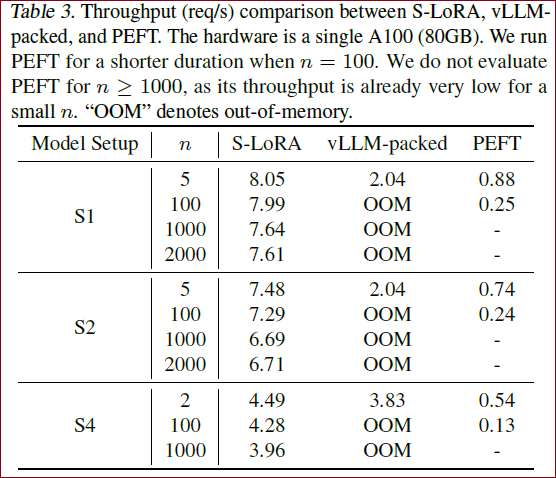 Table 3. Throughput (req/s) comparison between S-LoRA, vLLM-
packed, and PEFT. The hardware is a single A100 (80GB). We run
PEFT for a shorter duration when n = 100. We do not evaluate
PEFT for n ≥ 1000, as its throughput is already very low for a
small n. “OOM” denotes out-of-memory.
Model Setup n S-LoRA vLLM-packed PEFT
S1
5 8.05 2.04 0.88
100 7.99 OOM 0.25
1000 7.64 OOM -
2000 7.61 OOM -
S2
5 7.48 2.04 0.74
100 7.29 OOM 0.24
1000 6.69 OOM -
2000 6.71 OOM -
S4
2 4.49 3.83 0.54
100 4.28 OOM 0.13
1000 3.96 OOM -